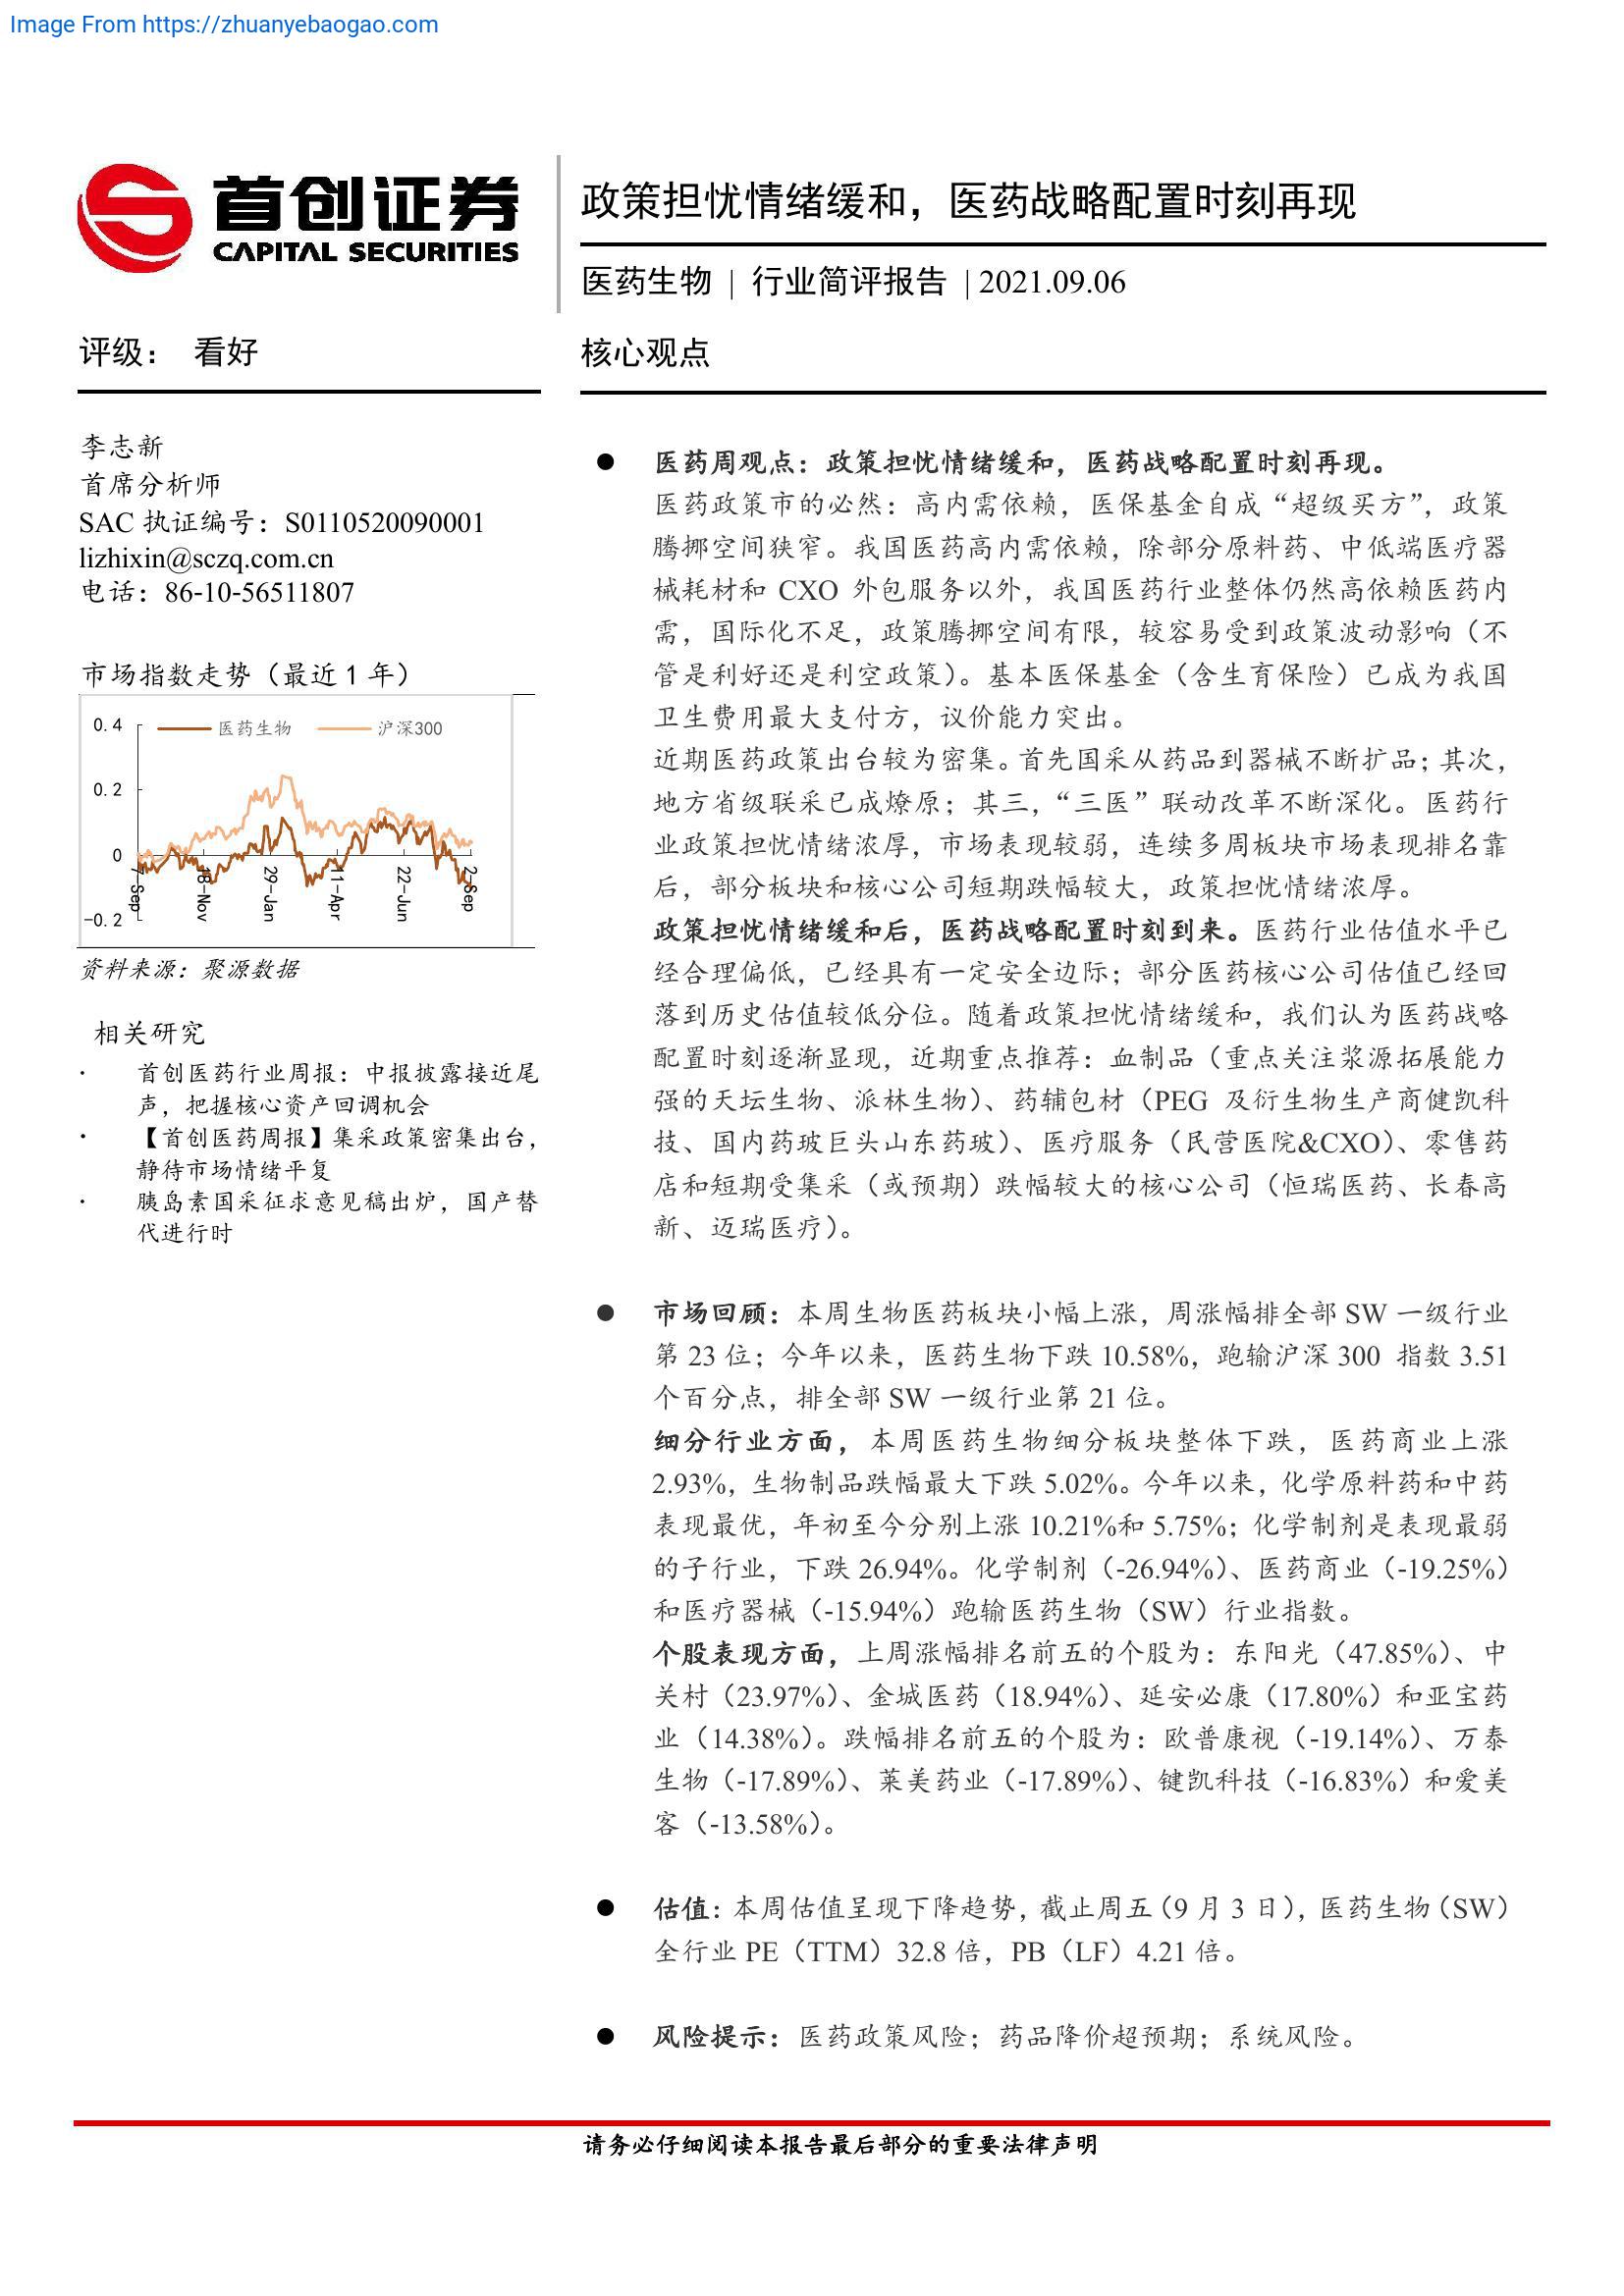 Image From https://zhuanyebaogao.com
首创证券
CAPITAL SECURITIES
政策担忧情绪缓和，医药战略配置时刻再现
医药生物 | 行业简评报告 | 2021.09.06
评级： 看好
李志新
首席分析师
SAC 执证编号：S0110520090001
lizhixin@sczq.com.cn
电话：86-10-56511807
市场指数走势（最近 1 年）
医药生物 沪深300
0.4
0.2
0
-0.2
7-Sep
18-Nov
29-Jan
11-Apr
22-Jun
2-Sep
资料来源：聚源数据
相关研究
· 首创医药行业周报：中报披露接近尾
声，把握核心资产回调机会
· 【首创医药周报】集采政策密集出台，
静待市场情绪平复
· 胰岛素国采征求意见稿出炉，国产替
代进行时
核心观点
● 医药周观点：政策担忧情绪缓和，医药战略配置时刻再现。
医药政策市的必然：高内需依赖，医保基金自成“超级买方”，政策
腾挪空间狭窄。我国医药高内需依赖，除部分原料药、中低端医疗器
械耗材和 CXO 外包服务以外，我国医药行业整体仍然高依赖医药内
需，国际化不足，政策腾挪空间有限，较容易受到政策波动影响（不
管是利好还是利空政策）。基本医保基金（含生育保险）已成为我国
卫生费用最大支付方，议价能力突出。
近期医药政策出台较为密集。首先国采从药品到器械不断扩品；其次，
地方省级联采已成燎原；其三，“三医”联动改革不断深化。医药行
业政策担忧情绪浓厚，市场表现较弱，连续多周板块市场表现排名靠
后，部分板块和核心公司短期跌幅较大，政策担忧情绪浓厚。
政策担忧情绪缓和后，医药战略配置时刻到来。医药行业估值水平已
经合理偏低，已经具有一定安全边际；部分医药核心公司估值已经回
落到历史估值较低分位。随着政策担忧情绪缓和，我们认为医药战略
配置时刻逐渐显现，近期重点推荐：血制品（重点关注浆源拓展能力
强的天坛生物、派林生物）、药辅包材（PEG 及衍生物生产商健凯科
技、国内药玻巨头山东药玻）、医疗服务（民营医院&CXO）、零售药
店和短期受集采（或预期）跌幅较大的核心公司（恒瑞医药、长春高
新、迈瑞医疗）。
● 市场回顾：本周生物医药板块小幅上涨，周涨幅排全部 SW 一级行业
第 23 位；今年以来，医药生物下跌 10.58%，跑输沪深 300 指数 3.51
个百分点，排全部 SW 一级行业第 21 位。
细分行业方面，本周医药生物细分板块整体下跌，医药商业上涨
2.93%，生物制品跌幅最大下跌 5.02%。今年以来，化学原料药和中药
表现最优，年初至今分别上涨 10.21%和 5.75%；化学制剂是表现最弱
的子行业，下跌 26.94%。化学制剂（-26.94%）、医药商业（-19.25%）
和医疗器械（-15.94%）跑输医药生物（SW）行业指数。
个股表现方面，上周涨幅排名前五的个股为：东阳光（47.85%）、中
关村（23.97%）、金城医药（18.94%）、延安必康（17.80%）和亚宝药
业（14.38%）。跌幅排名前五的个股为：欧普康视（-19.14%）、万泰
生物（-17.89%）、莱美药业（-17.89%）、键凯科技（-16.83%）和爱美
客（-13.58%）。
● 估值：本周估值呈现下降趋势，截止周五（9 月 3 日），医药生物（SW）
全行业 PE（TTM）32.8 倍，PB（LF）4.21 倍。
● 风险提示：医药政策风险；药品降价超预期；系统风险。
请务必仔细阅读本报告最后部分的重要法律声明